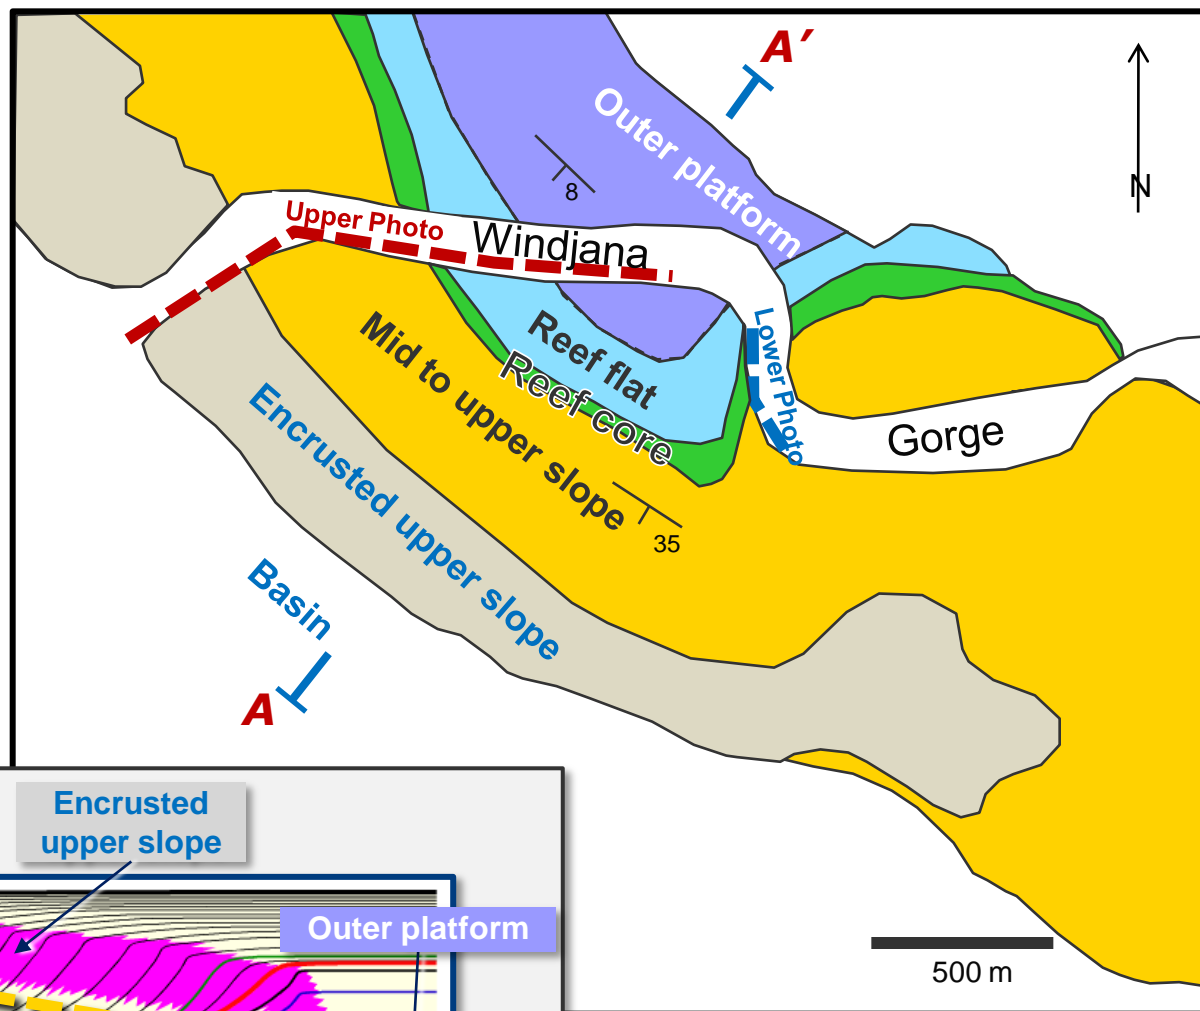 A′
Outer platform
N
8
Upper Photo
Windjana
Lower Photo
Reef flat
Mid to upper slope
Reef core
Encrusted upper slope
Gorge
35
Basin
A
Encrusted
upper slope
Outer platform
500 m